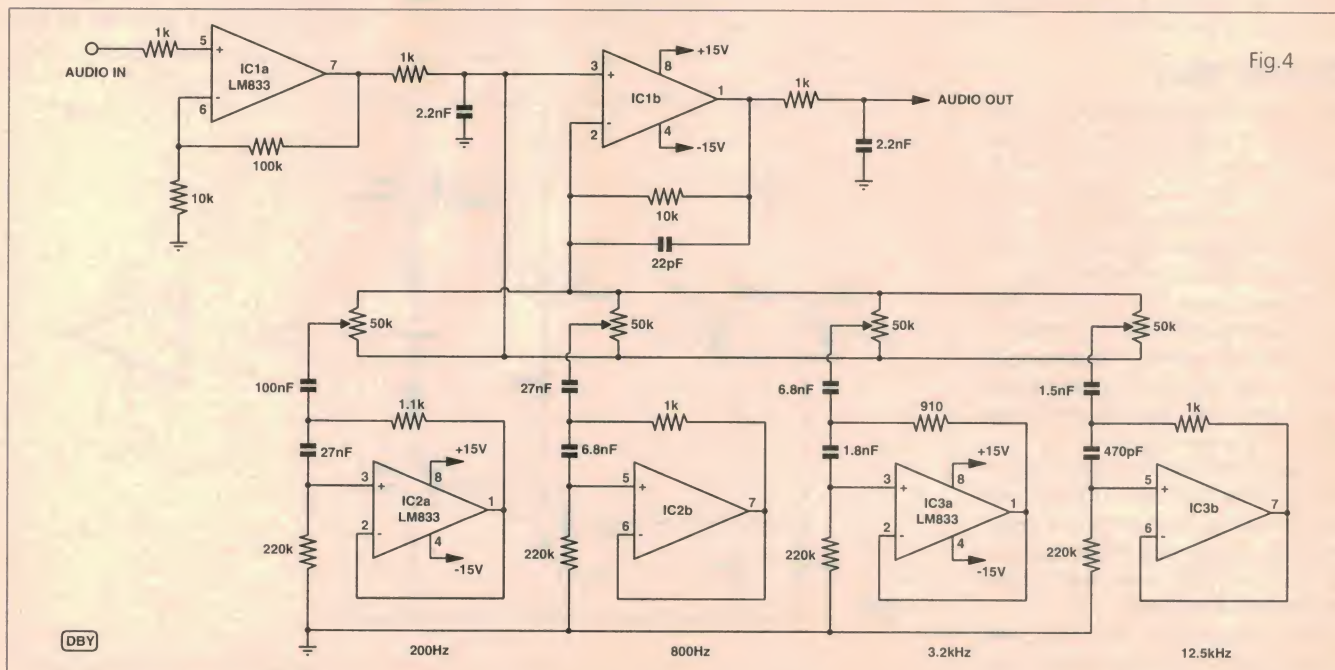 Fig.4
1k
5
+
IC1a
LM833
7
-
6
AUDIO IN
100k
10k
1k
2.2nF
3
+
+15V
8
IC1b
1
-
2
4
-15V
10k
22pF
1k
AUDIO OUT
2.2nF
50k
50k
50k
50k
100nF
27nF
6.8nF
1.5nF
1.1k
1k
910
1k
27nF
6.8nF
1.8nF
470pF
3
+
+15V
8
IC2a
LM833
1
2
-
4
-15V
220k
5
+
IC2b
7
6
-
220k
3
+
+15V
8
IC3a
LM833
1
2
-
4
-15V
220k
5
+
IC3b
7
6
-
220k
DBY
200Hz
800Hz
3.2kHz
12.5kHz